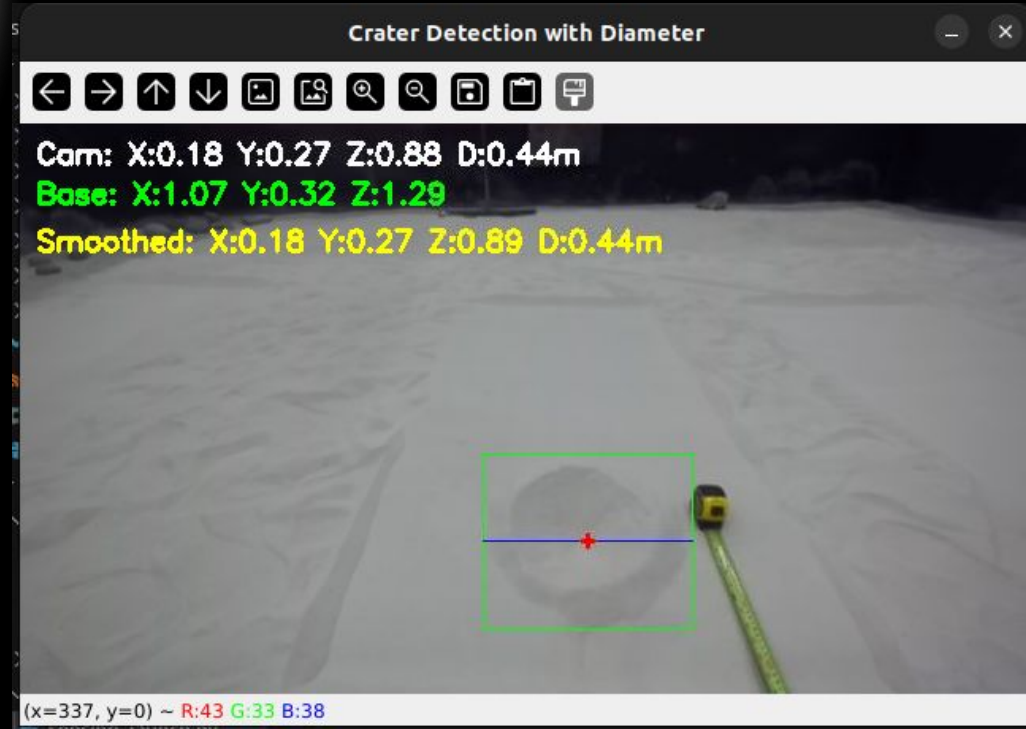 Crater Detection with Diameter
Cam: X:0.18 Y:0.27 Z:0.88 D:0.44m
Base: X:1.07 Y:0.32 Z:1.29
Smoothed: X:0.18 Y:0.27 Z:0.89 D:0.44m
(x=337, y=0) ~ R:43 G:33 B:38